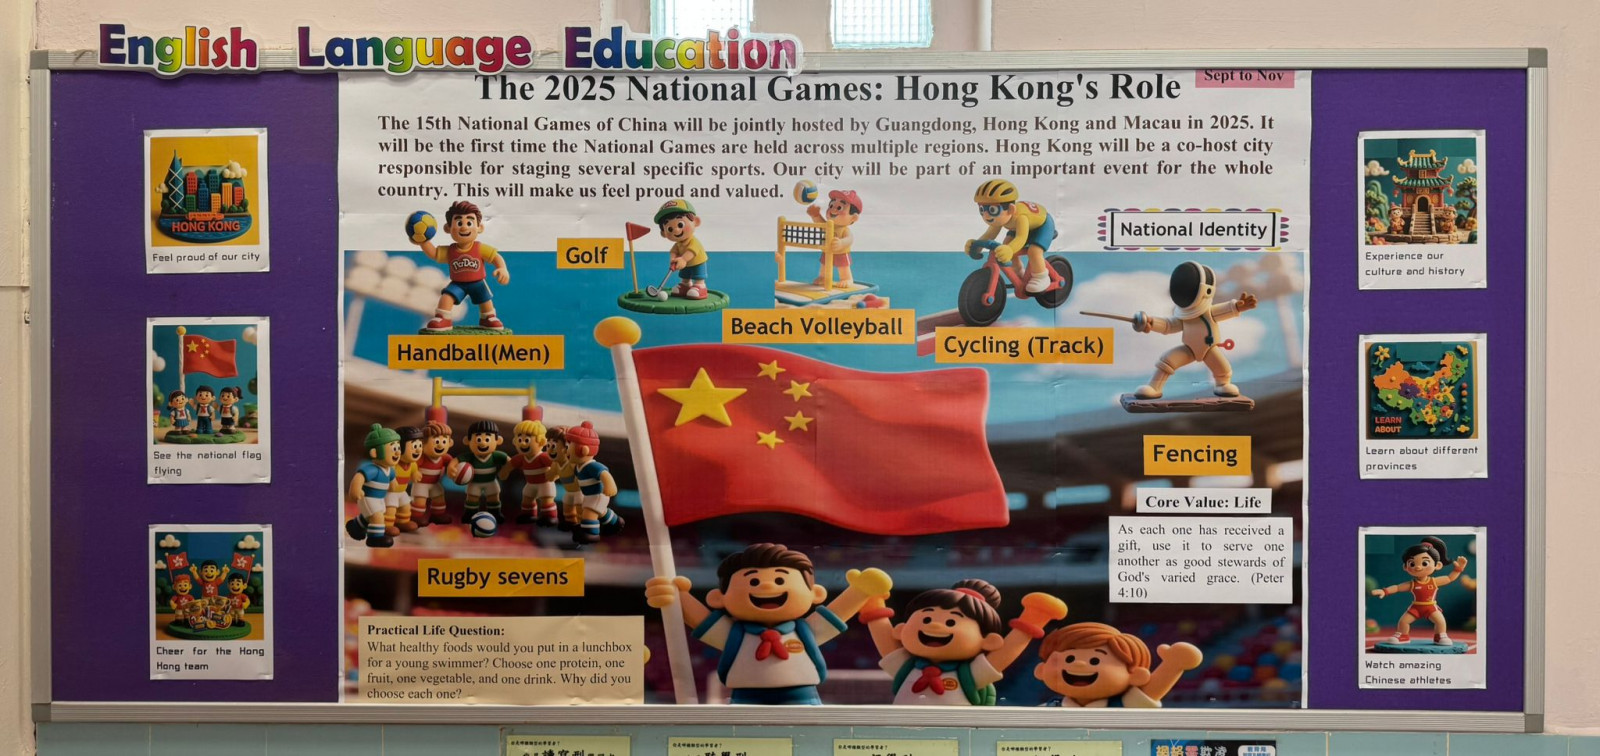 English Language Education
The 2025 National Games: Hong Kong's Role
Sept to Nov
The 15th National Games of China will be jointly hosted by Guangdong, Hong Kong and Macau in 2025. It
will be the first time the National Games are held across multiple regions. Hong Kong will be a co-host city
responsible for staging several specific sports. Our city will be part of an important event for the whole
country. This will make us feel proud and valued.
HONG KONG
Feel proud of our city
See the national flag
flying
Cheer for the Hong
Kong team
Golf
National Identity
Beach Volleyball
Handball(Men)
Cycling (Track)
Fencing
Rugby sevens
Core Value: Life
As each one has received a
gift, use it to serve one
another as good stewards of
God's varied grace. (Peter
4:10)
Practical Life Question:
What healthy foods would you put in a lunchbox
for a young swimmer? Choose one protein, one
fruit, one vegetable, and one drink. Why did you
choose each one?
Experience our
culture and history
LEARN
ABOUT
Learn about different
provinces
Watch amazing
Chinese athletes